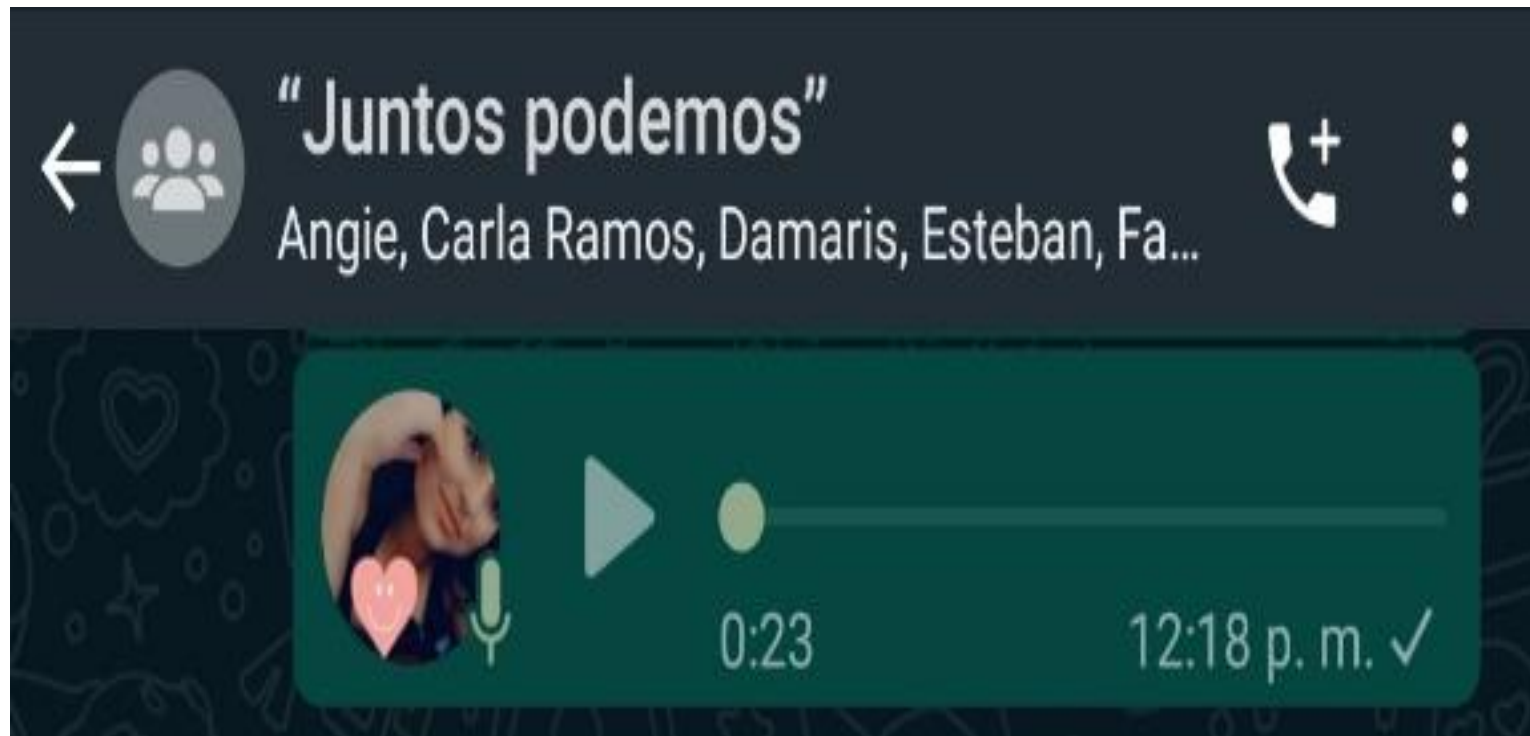 “Juntos podemos”
Angie, Carla Ramos, Damaris, Esteban, Fa...
0:23 12:18 p. m.